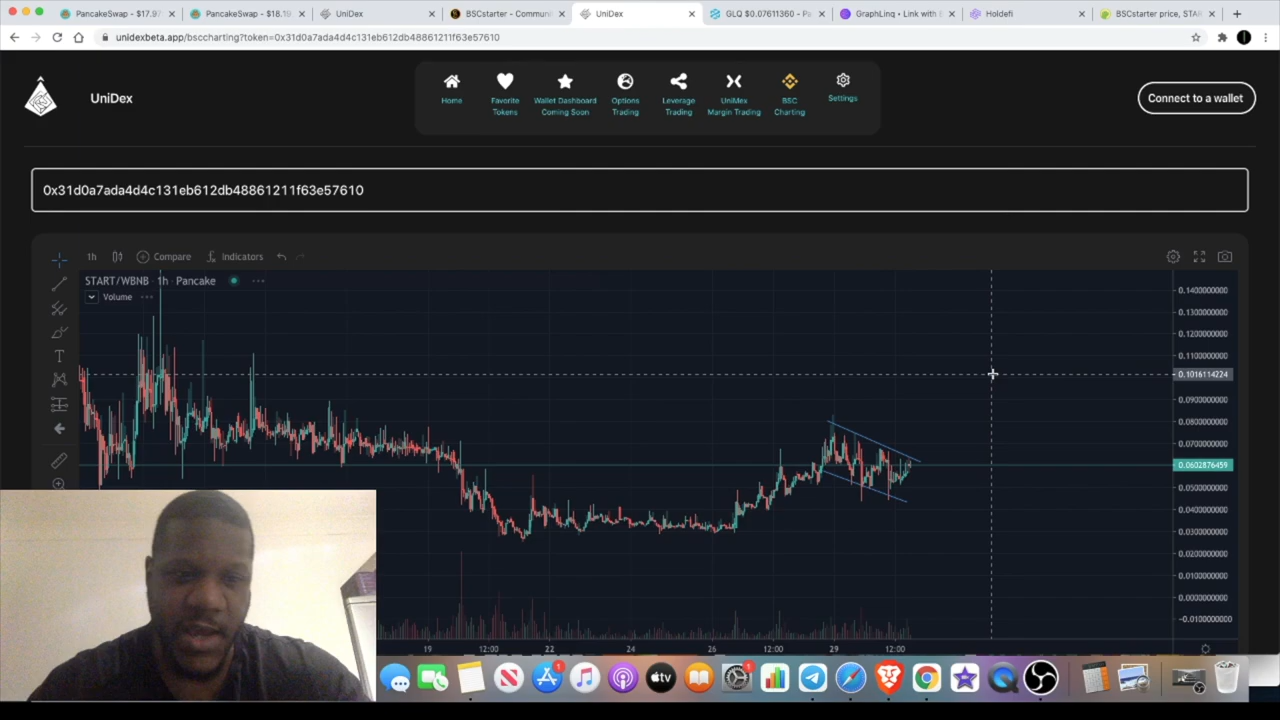 PancakeSwap - $17.97
PancakeSwap - $18.19
UniDex
BSCstarter - Commun
UniDex
GLQ $0.07611360 - Pa
GraphLinq • Link with B
Holdefi
BSCstarter price, STAR
unidexbeta.app/bsccharting?token=0x31d0a7ada4d4c131eb612db48861211f63e57610
UniDex
Home
Favorite Tokens
Wallet Dashboard Coming Soon
Options Trading
Leverage Trading
UniMex Margin Trading
BSC Charting
Settings
Connect to a wallet
0x31d0a7ada4d4c131eb612db48861211f63e57610
1h
Compare
Indicators
START/WBNB · 1h · Pancake
Volume
0.1400000000
0.1300000000
0.1200000000
0.1100000000
0.1016114224
0.0900000000
0.0800000000
0.0700000000
0.0602876459
0.0500000000
0.0400000000
0.0300000000
0.0200000000
0.0100000000
0.0000000000
-0.0100000000
19
12:00
22
24
26
12:00
29
12:00
tv